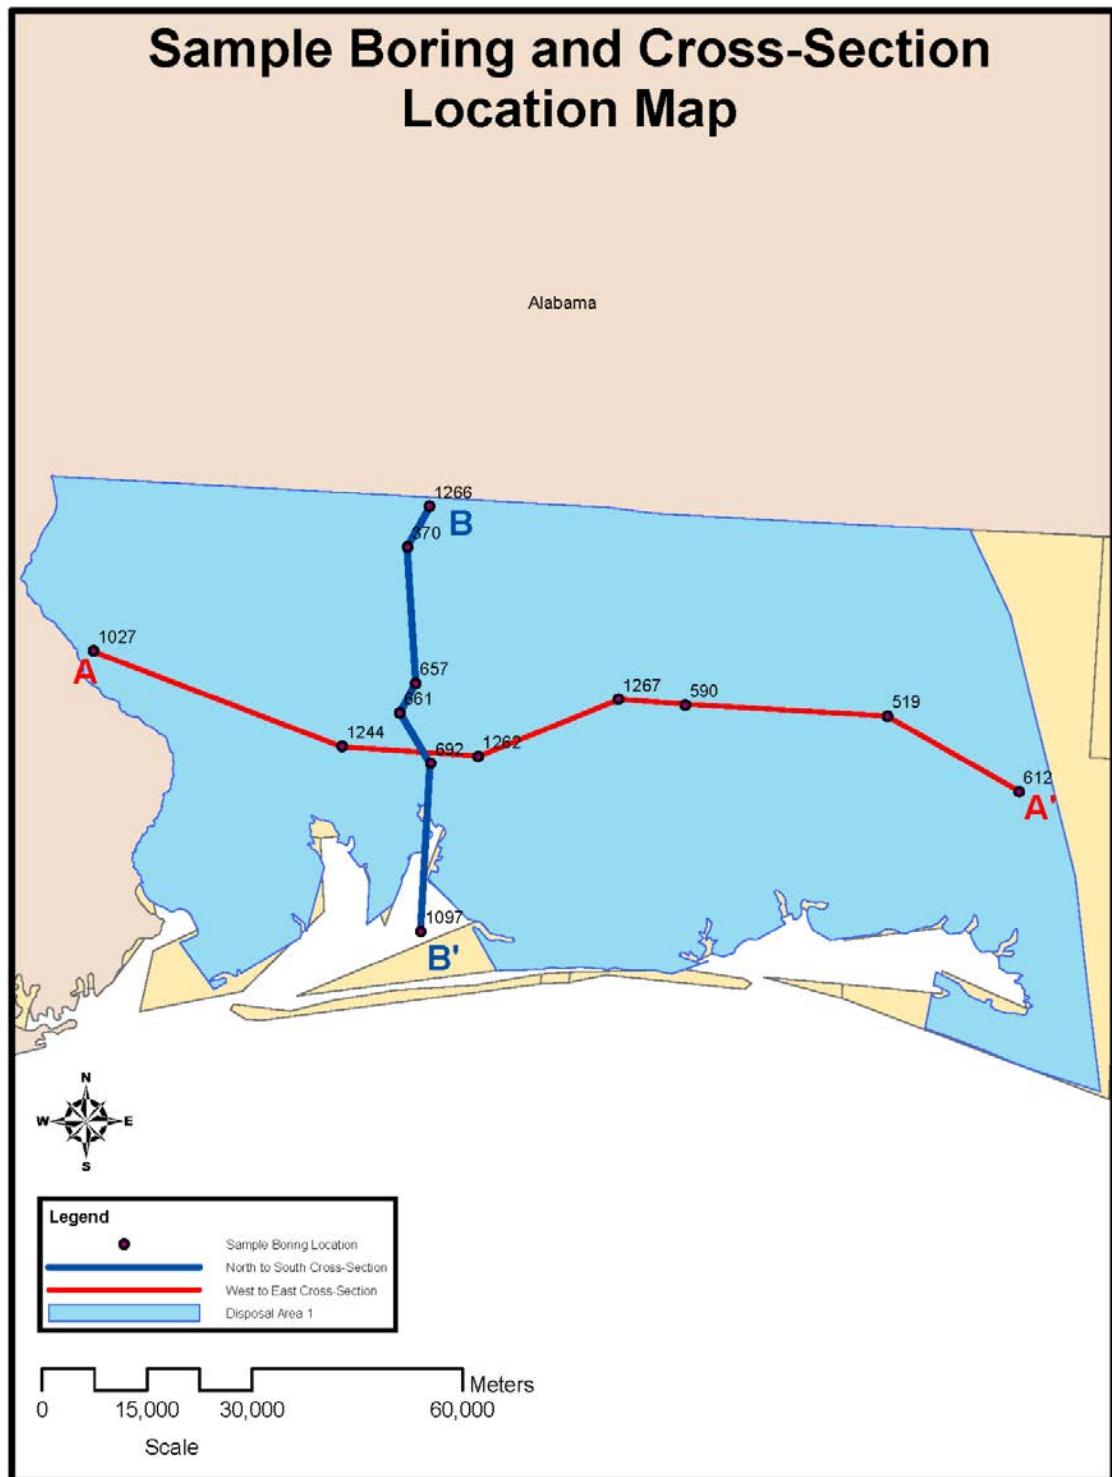 Sample Boring and Cross-Section
Location Map
Alabama
1266
B
370
1027
A
657
661
1267
590
519
1244
692
1262
612
A'
1097
B'
N
W
E
S
Legend
Sample Boring Location
North to South Cross-Section
West to East Cross-Section
Disposal Area 1
Meters
0
15,000
30,000
60,000
Scale